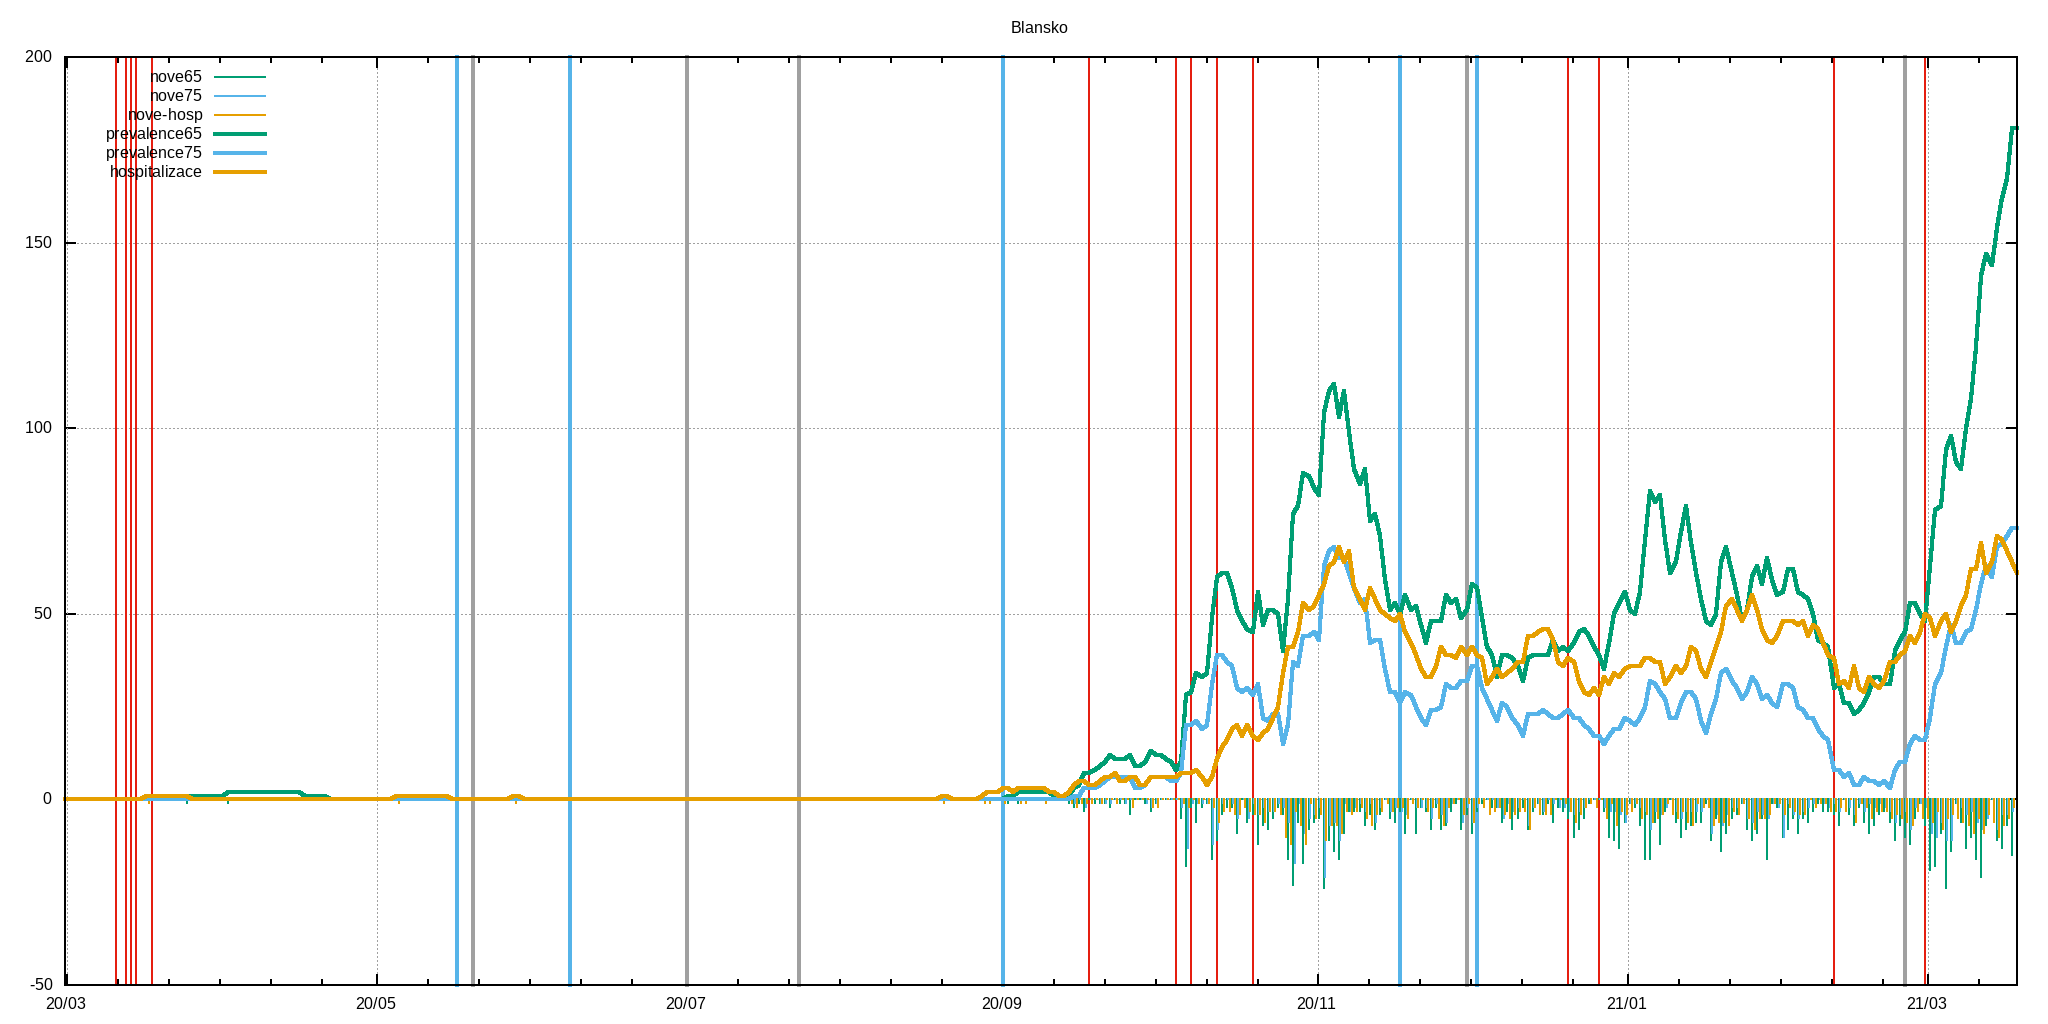 Blansko
200
nove65
nove75
nove-hosp
prevalence65
prevalence75
hospitalizace
150
100
50
0
-50
20/03 20/05 20/07 20/09 20/11 21/01 21/03